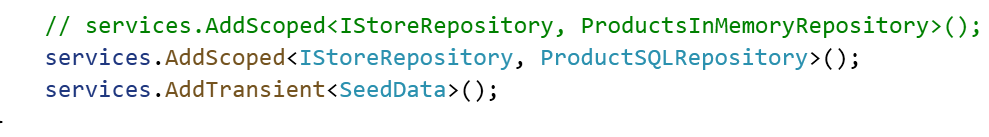 // services.AddScoped<IStoreRepository, ProductsInMemoryRepository>();
services.AddScoped<IStoreRepository, ProductSQLRepository>();
services.AddTransient<SeedData>();